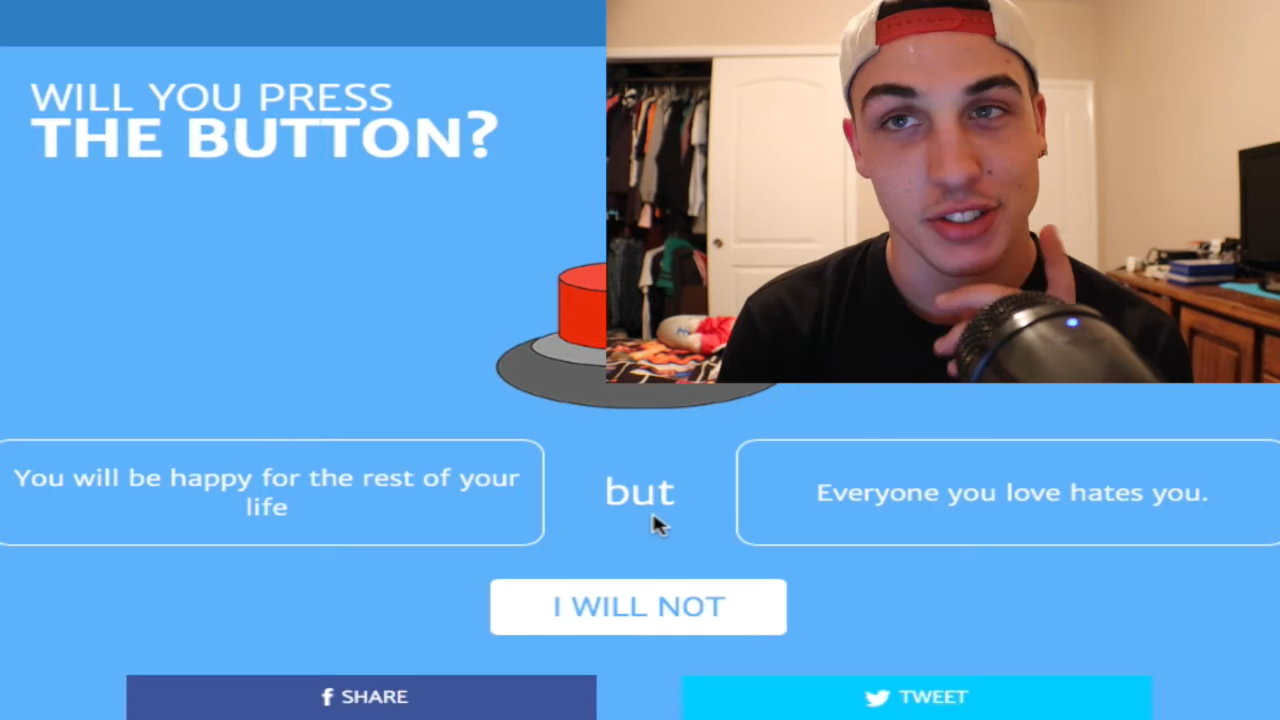 WILL YOU PRESS
THE BUTTON?
You will be happy for the rest of your
life
but
Everyone you love hates you.
I WILL NOT
SHARE
TWEET